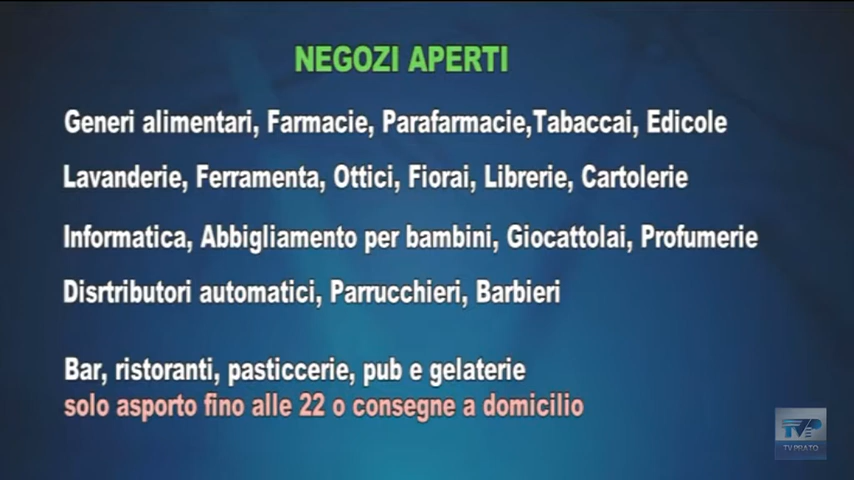 NEGOZI APERTI
Generi alimentari, Farmacie, Parafarmacie,Tabaccai, Edicole
Lavanderie, Ferramenta, Ottici, Fiorai, Librerie, Cartolerie
Informatica, Abbigliamento per bambini, Giocattolai, Profumerie
Disrtributori automatici, Parrucchieri, Barbieri
Bar, ristoranti, pasticcerie, pub e gelaterie
solo asporto fino alle 22 o consegne a domicilio
TVP
TV PRATO